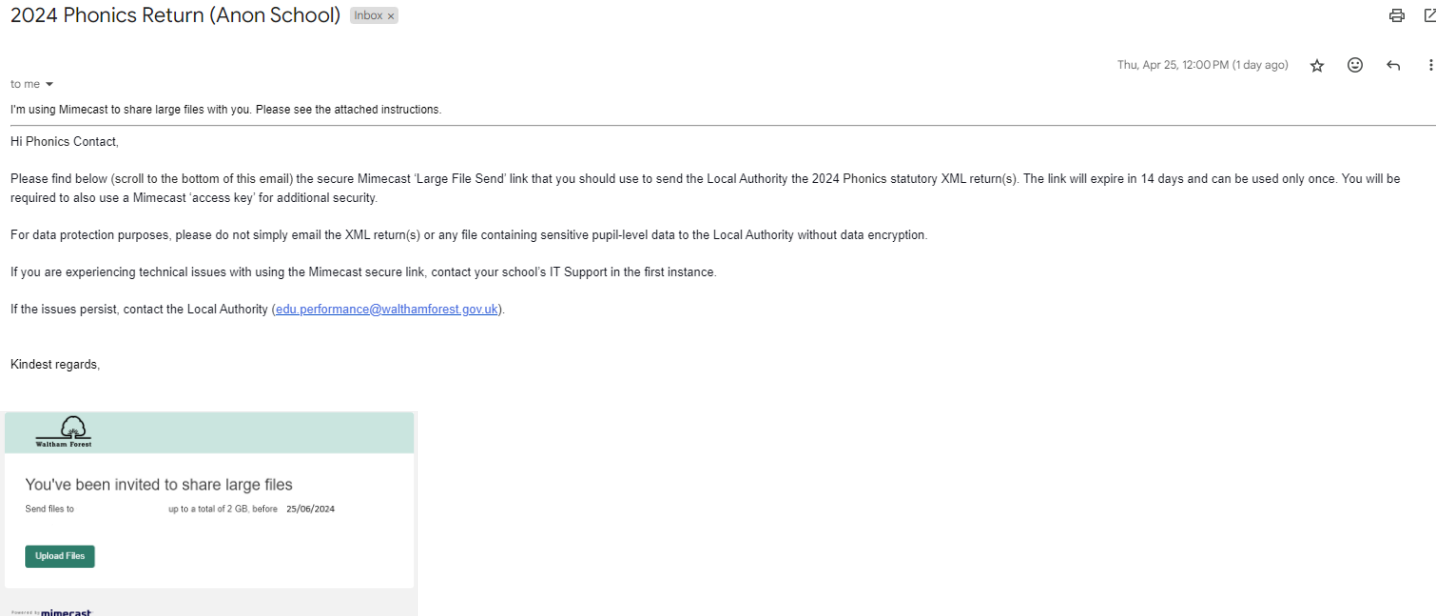 2024 Phonics Return (Anon School) Inbox ×
Thu, Apr 25, 12:00 PM (1 day ago)
to me
I'm using Mimecast to share large files with you. Please see the attached instructions.
Hi Phonics Contact,
Please find below (scroll to the bottom of this email) the secure Mimecast 'Large File Send' link that you should use to send the Local Authority the 2024 Phonics statutory XML return(s). The link will expire in 14 days and can be used only once. You will be
required to also use a Mimecast 'access key' for additional security.
For data protection purposes, please do not simply email the XML return(s) or any file containing sensitive pupil-level data to the Local Authority without data encryption.
If you are experiencing technical issues with using the Mimecast secure link, contact your school's IT Support in the first instance.
If the issues persist, contact the Local Authority (edu.performance@walthamforest.gov.uk).
Kindest regards,
Waltham Forest
You've been invited to share large files
Send files to up to a total of 2 GB, before 25/06/2024
Upload Files
Powered by mimecast